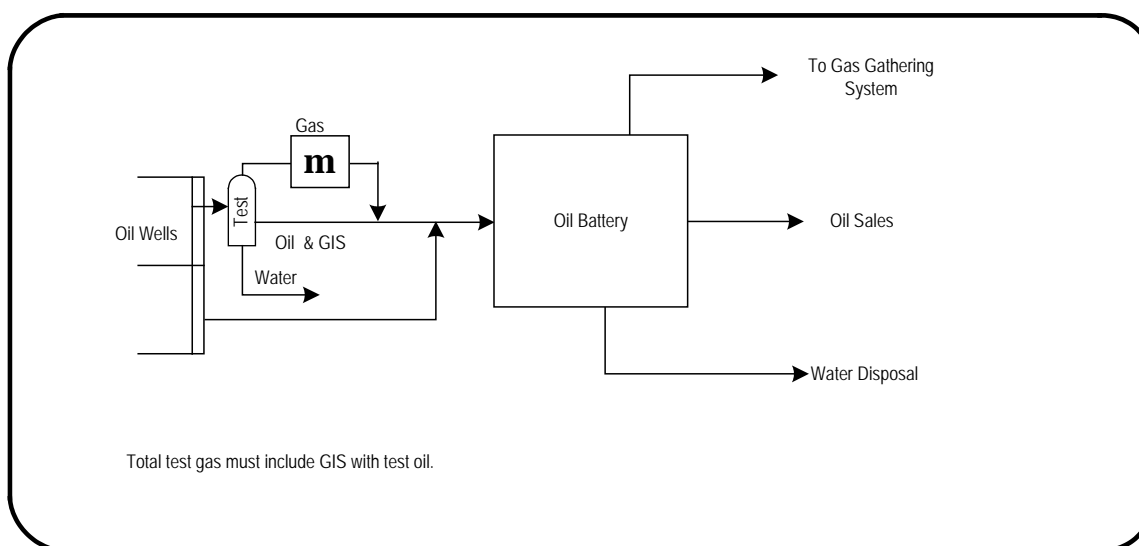 To Gas Gathering
System
Gas
m
Test
Oil Wells
Oil & GIS
Oil Battery
Oil Sales
Water
Water Disposal
Total test gas must include GIS with test oil.